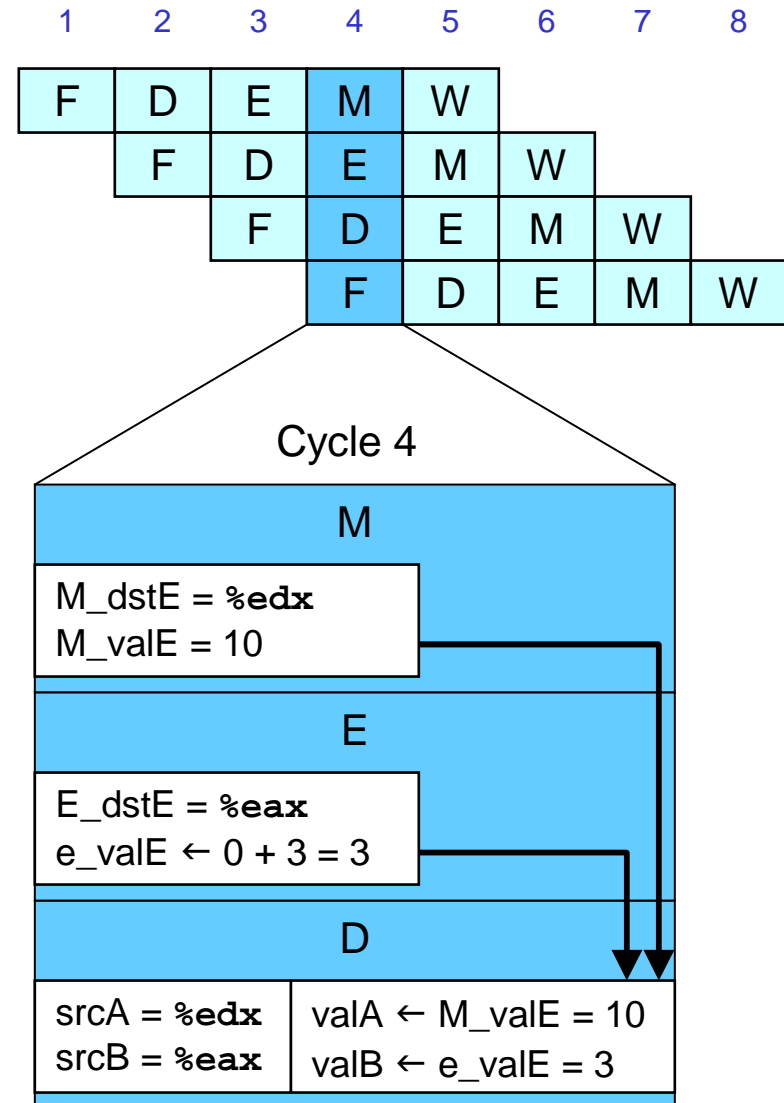 1 2 3 4 5 6 7 8
F D E M W
F D E M W
F D E M W
F D E M W
Cycle 4
M
M_dstE = %edx
M_valE = 10
E
E_dstE = %eax
e_valE ← 0 + 3 = 3
D
srcA = %edx
srcB = %eax
valA ← M_valE = 10
valB ← e_valE = 3